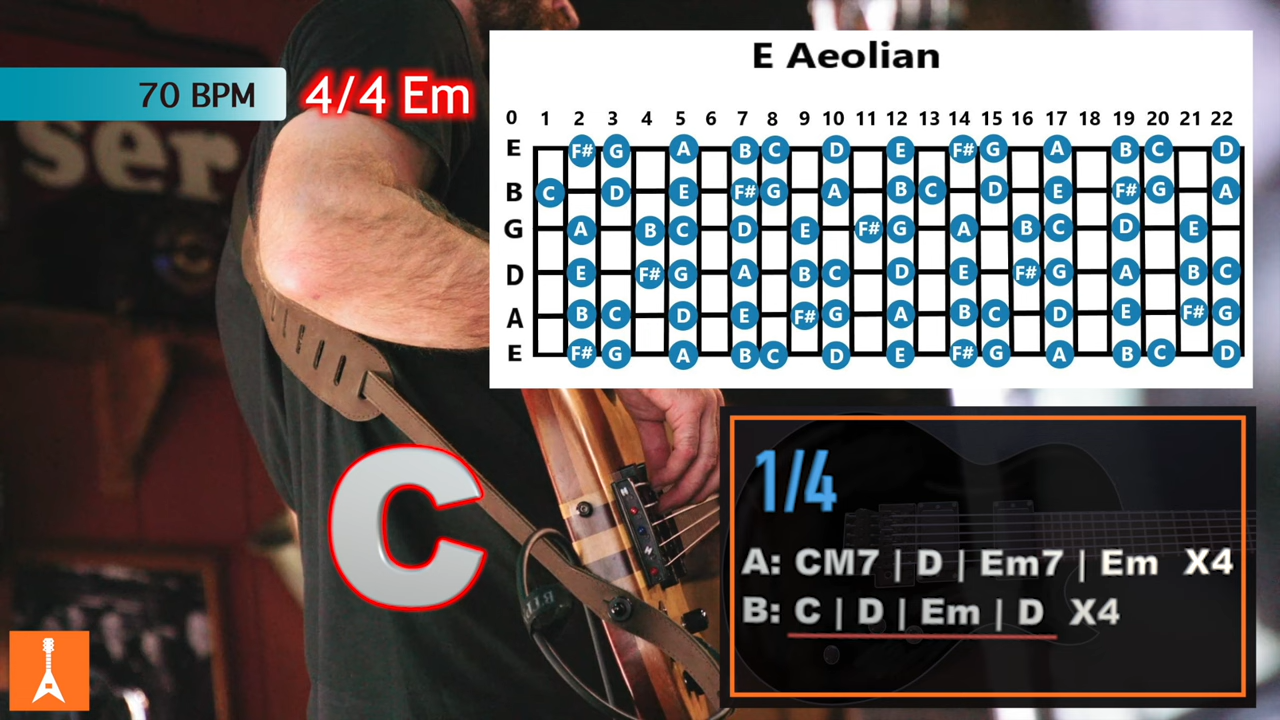 E Aeolian
70 BPM
4/4 Em
0 1 2 3 4 5 6 7 8 9 10 11 12 13 14 15 16 17 18 19 20 21 22
E F# G A B C D E F# G A B C D
B C D E F# G A B C D E F# G A
G A B C D E F# G A B C D E
D E F# G A B C D E F# G A B C
A B C D E F# G A B C D E F# G
E F# G A B C D E F# G A B C D
ser
C
1/4
A: CM7 | D | Em7 | Em X4
B: C | D | Em | D X4